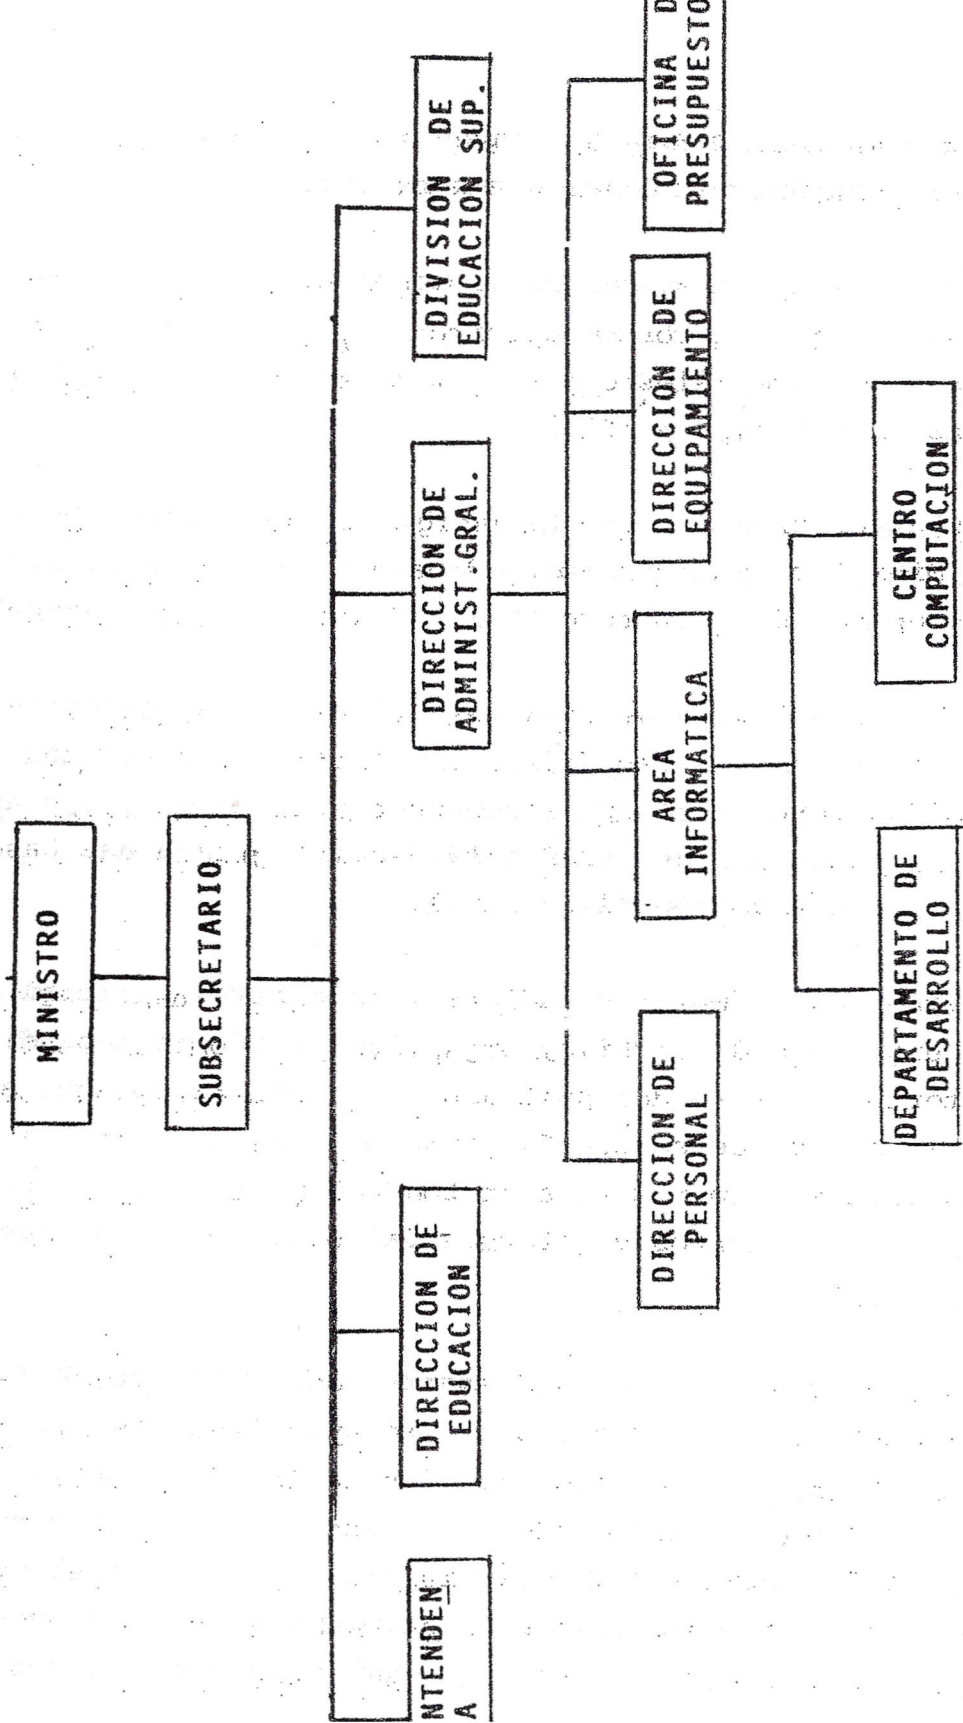 MINISTRO
SUBSECRETARIO
NTENDEN
A
DIRECCION DE
EDUCACION
DIRECCION DE
ADMINIST.GRAL.
DIVISION DE
EDUCACION SUP.
DIRECCION DE
PERSONAL
AREA
INFORMATICA
DIRECCION DE
EQUIPAMIENTO
OFICINA D
PRESUPUESTO
DEPARTAMENTO DE
DESARROLLO
CENTRO
COMPUTACION